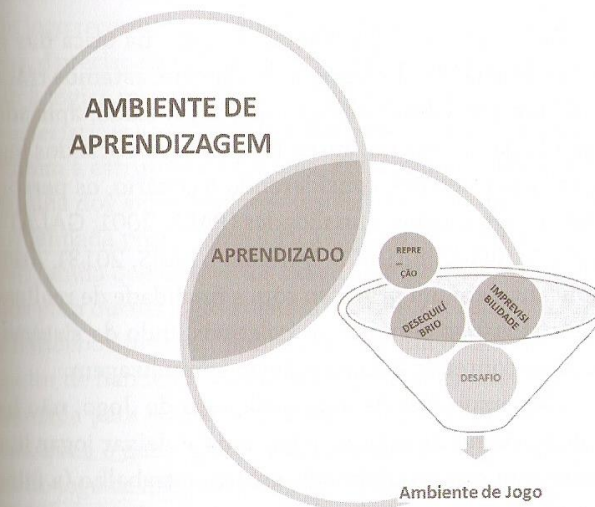 AMBIENTE DE
APRENDIZAGEM
APRENDIZADO
REPRE
ÇÃO
DESEQUILÍ
BRIO
IMPREVISI
BILIDADE
DESAFIO
Ambiente de Jogo